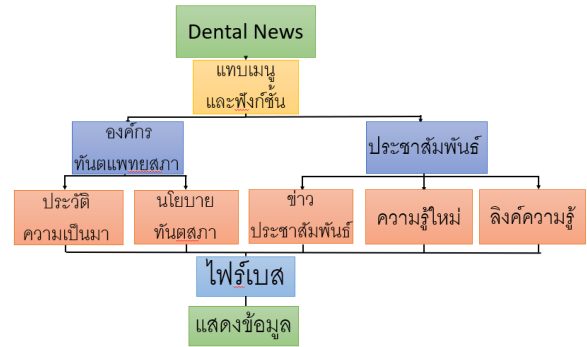 Dental News
แทบเมนู
และฟังก์ชั่น
องค์กร
ทันตแพทยสภา
ประชาสัมพันธ์
ประวัติ
ความเป็นมา
นโยบาย
ทันตสภา
ข่าว
ประชาสัมพันธ์
ความรู้ใหม่
ลิงค์ความรู้
ไฟร์เบส
แสดงข้อมูล